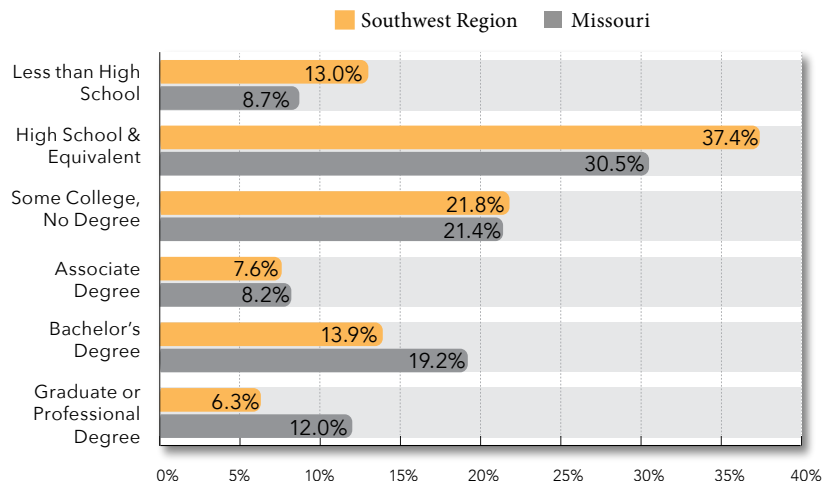 Southwest Region Missouri
Less than High
School
13.0%
8.7%
High School &
Equivalent
37.4%
30.5%
Some College,
No Degree
21.8%
21.4%
Associate
Degree
7.6%
8.2%
Bachelor’s
Degree
13.9%
19.2%
Graduate or
Professional
Degree
6.3%
12.0%
0% 5% 10% 15% 20% 25% 30% 35% 40%